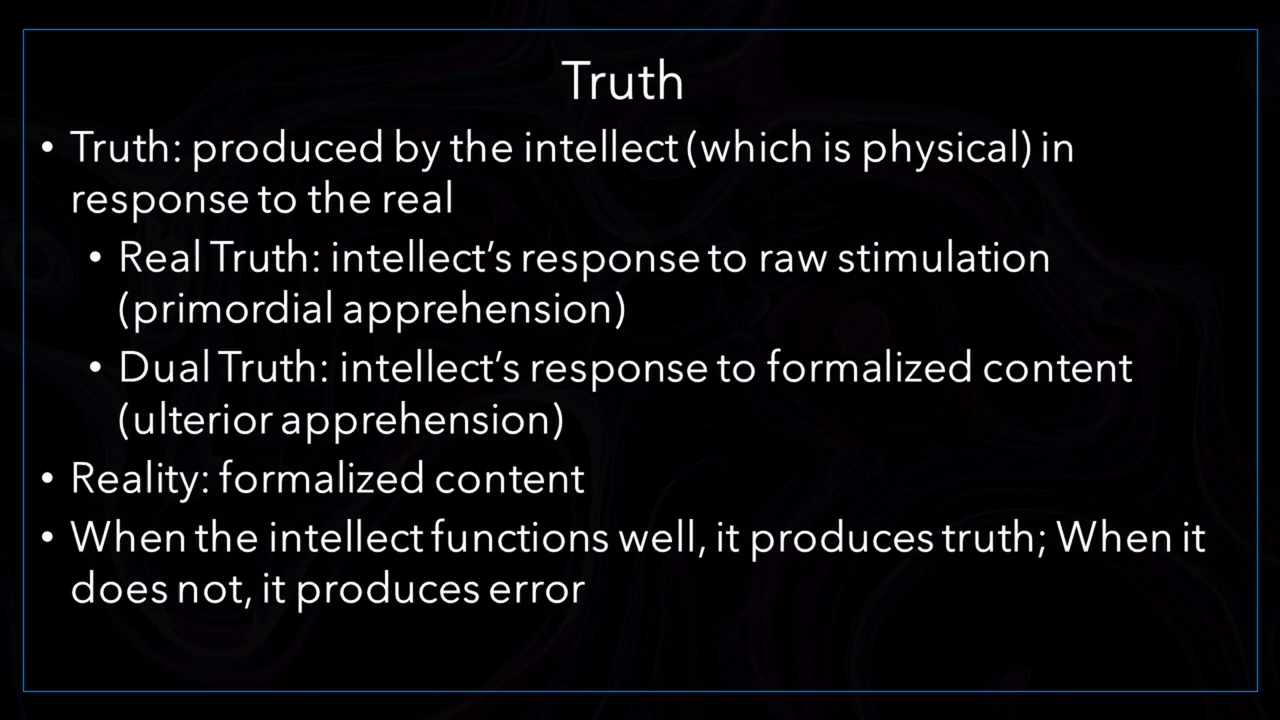 Truth
• Truth: produced by the intellect (which is physical) in
response to the real
• Real Truth: intellect’s response to raw stimulation
(primordial apprehension)
• Dual Truth: intellect’s response to formalized content
(ulterior apprehension)
• Reality: formalized content
• When the intellect functions well, it produces truth; When it
does not, it produces error